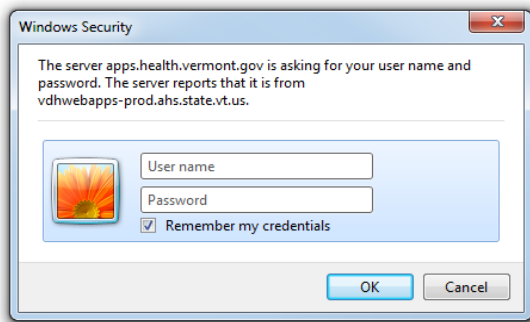 Windows Security
The server apps.health.vermont.gov is asking for your user name and
password. The server reports that it is from
vdhwebapps-prod.ahs.state.vt.us.
User name
Password
Remember my credentials
OK
Cancel